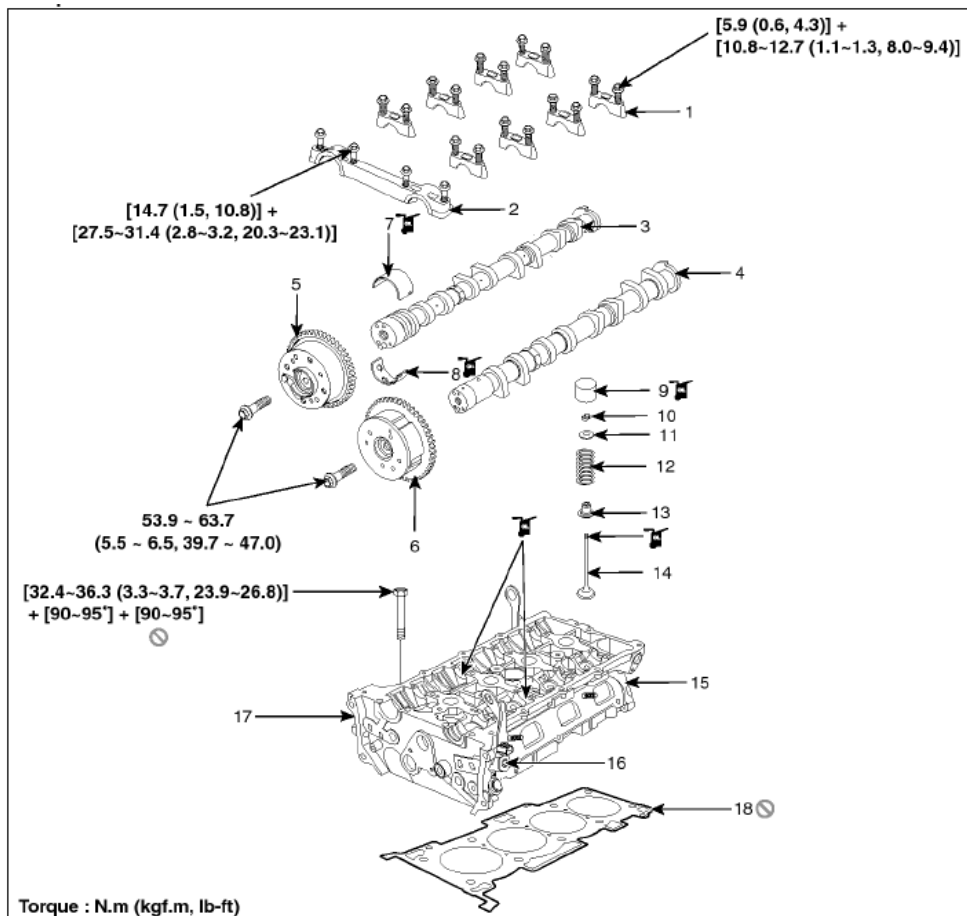 [5.9 (0.6, 4.3)] +
[10.8~12.7 (1.1~1.3, 8.0~9.4)]
1
[14.7 (1.5, 10.8)] +
[27.5~31.4 (2.8~3.2, 20.3~23.1)]
2
7
3
4
5
8
9
10
11
12
13
14
53.9 ~ 63.7
(5.5 ~ 6.5, 39.7 ~ 47.0)
6
[32.4~36.3 (3.3~3.7, 23.9~26.8)]
+ [90~95°] + [90~95°]
15
17
16
18
Torque : N.m (kgf.m, lb-ft)